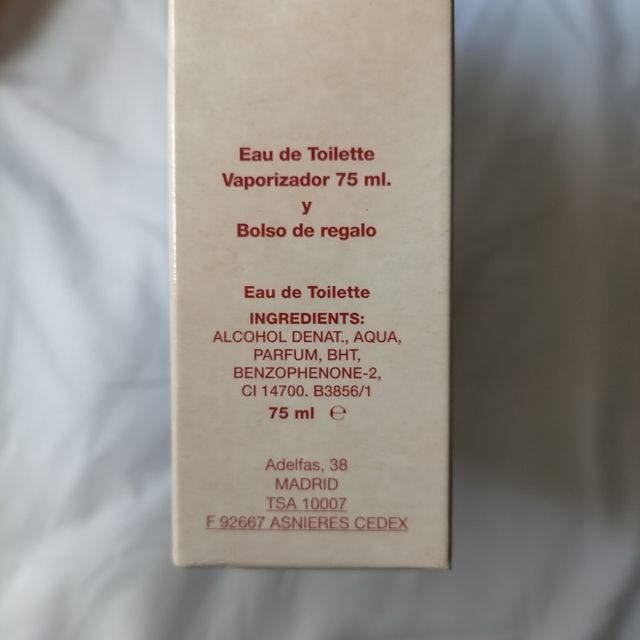 Eau de Toilette
Vaporizador 75 ml.
y
Bolso de regalo
Eau de Toilette
INGREDIENTS:
ALCOHOL DENAT., AQUA,
PARFUM, BHT,
BENZOPHENONE-2,
CI 14700. B3856/1
75 ml ℮
Adelfas, 38
MADRID
TSA 10007
F 92667 ASNIERES CEDEX